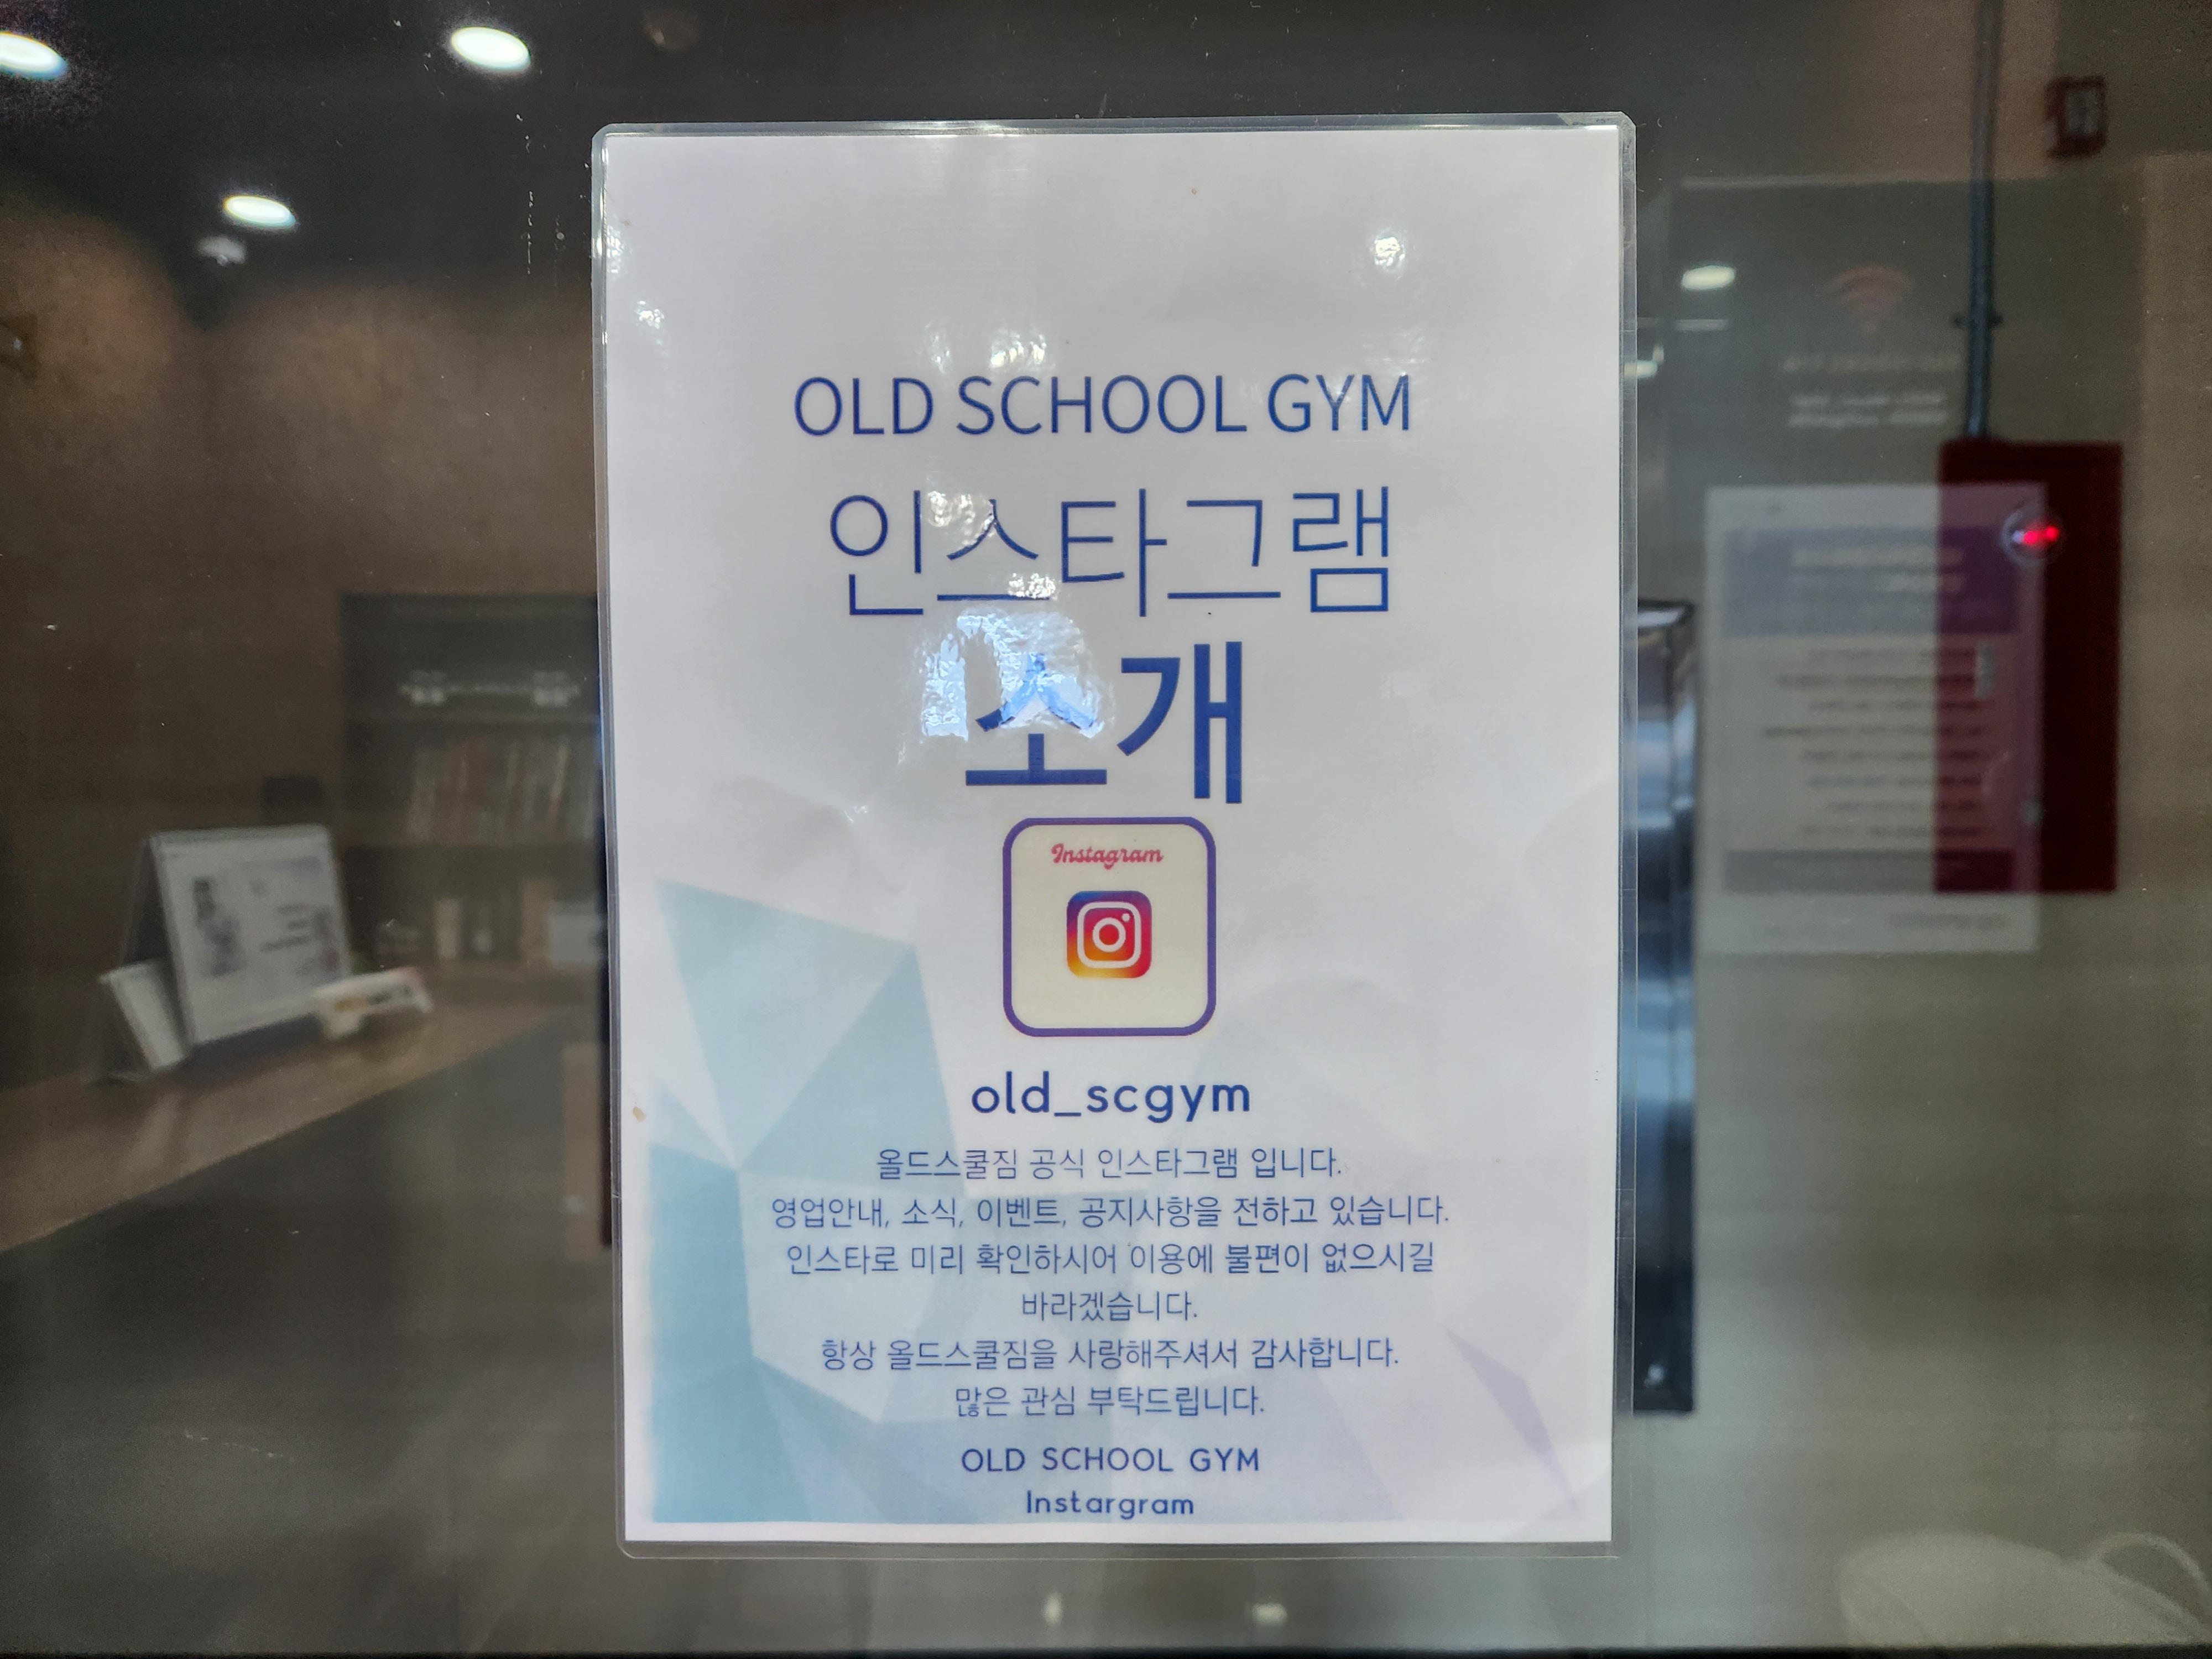 OLD SCHOOL GYM
인스타그램
소개
Instagram
old_scgym
올드스쿨짐 공식 인스타그램 입니다.
영업안내, 소식, 이벤트, 공지사항을 전하고 있습니다.
인스타로 미리 확인하시어 이용에 불편이 없으시길
바라겠습니다.
항상 올드스쿨짐을 사랑해주셔서 감사합니다.
많은 관심 부탁드립니다.
OLD SCHOOL GYM
Instargram